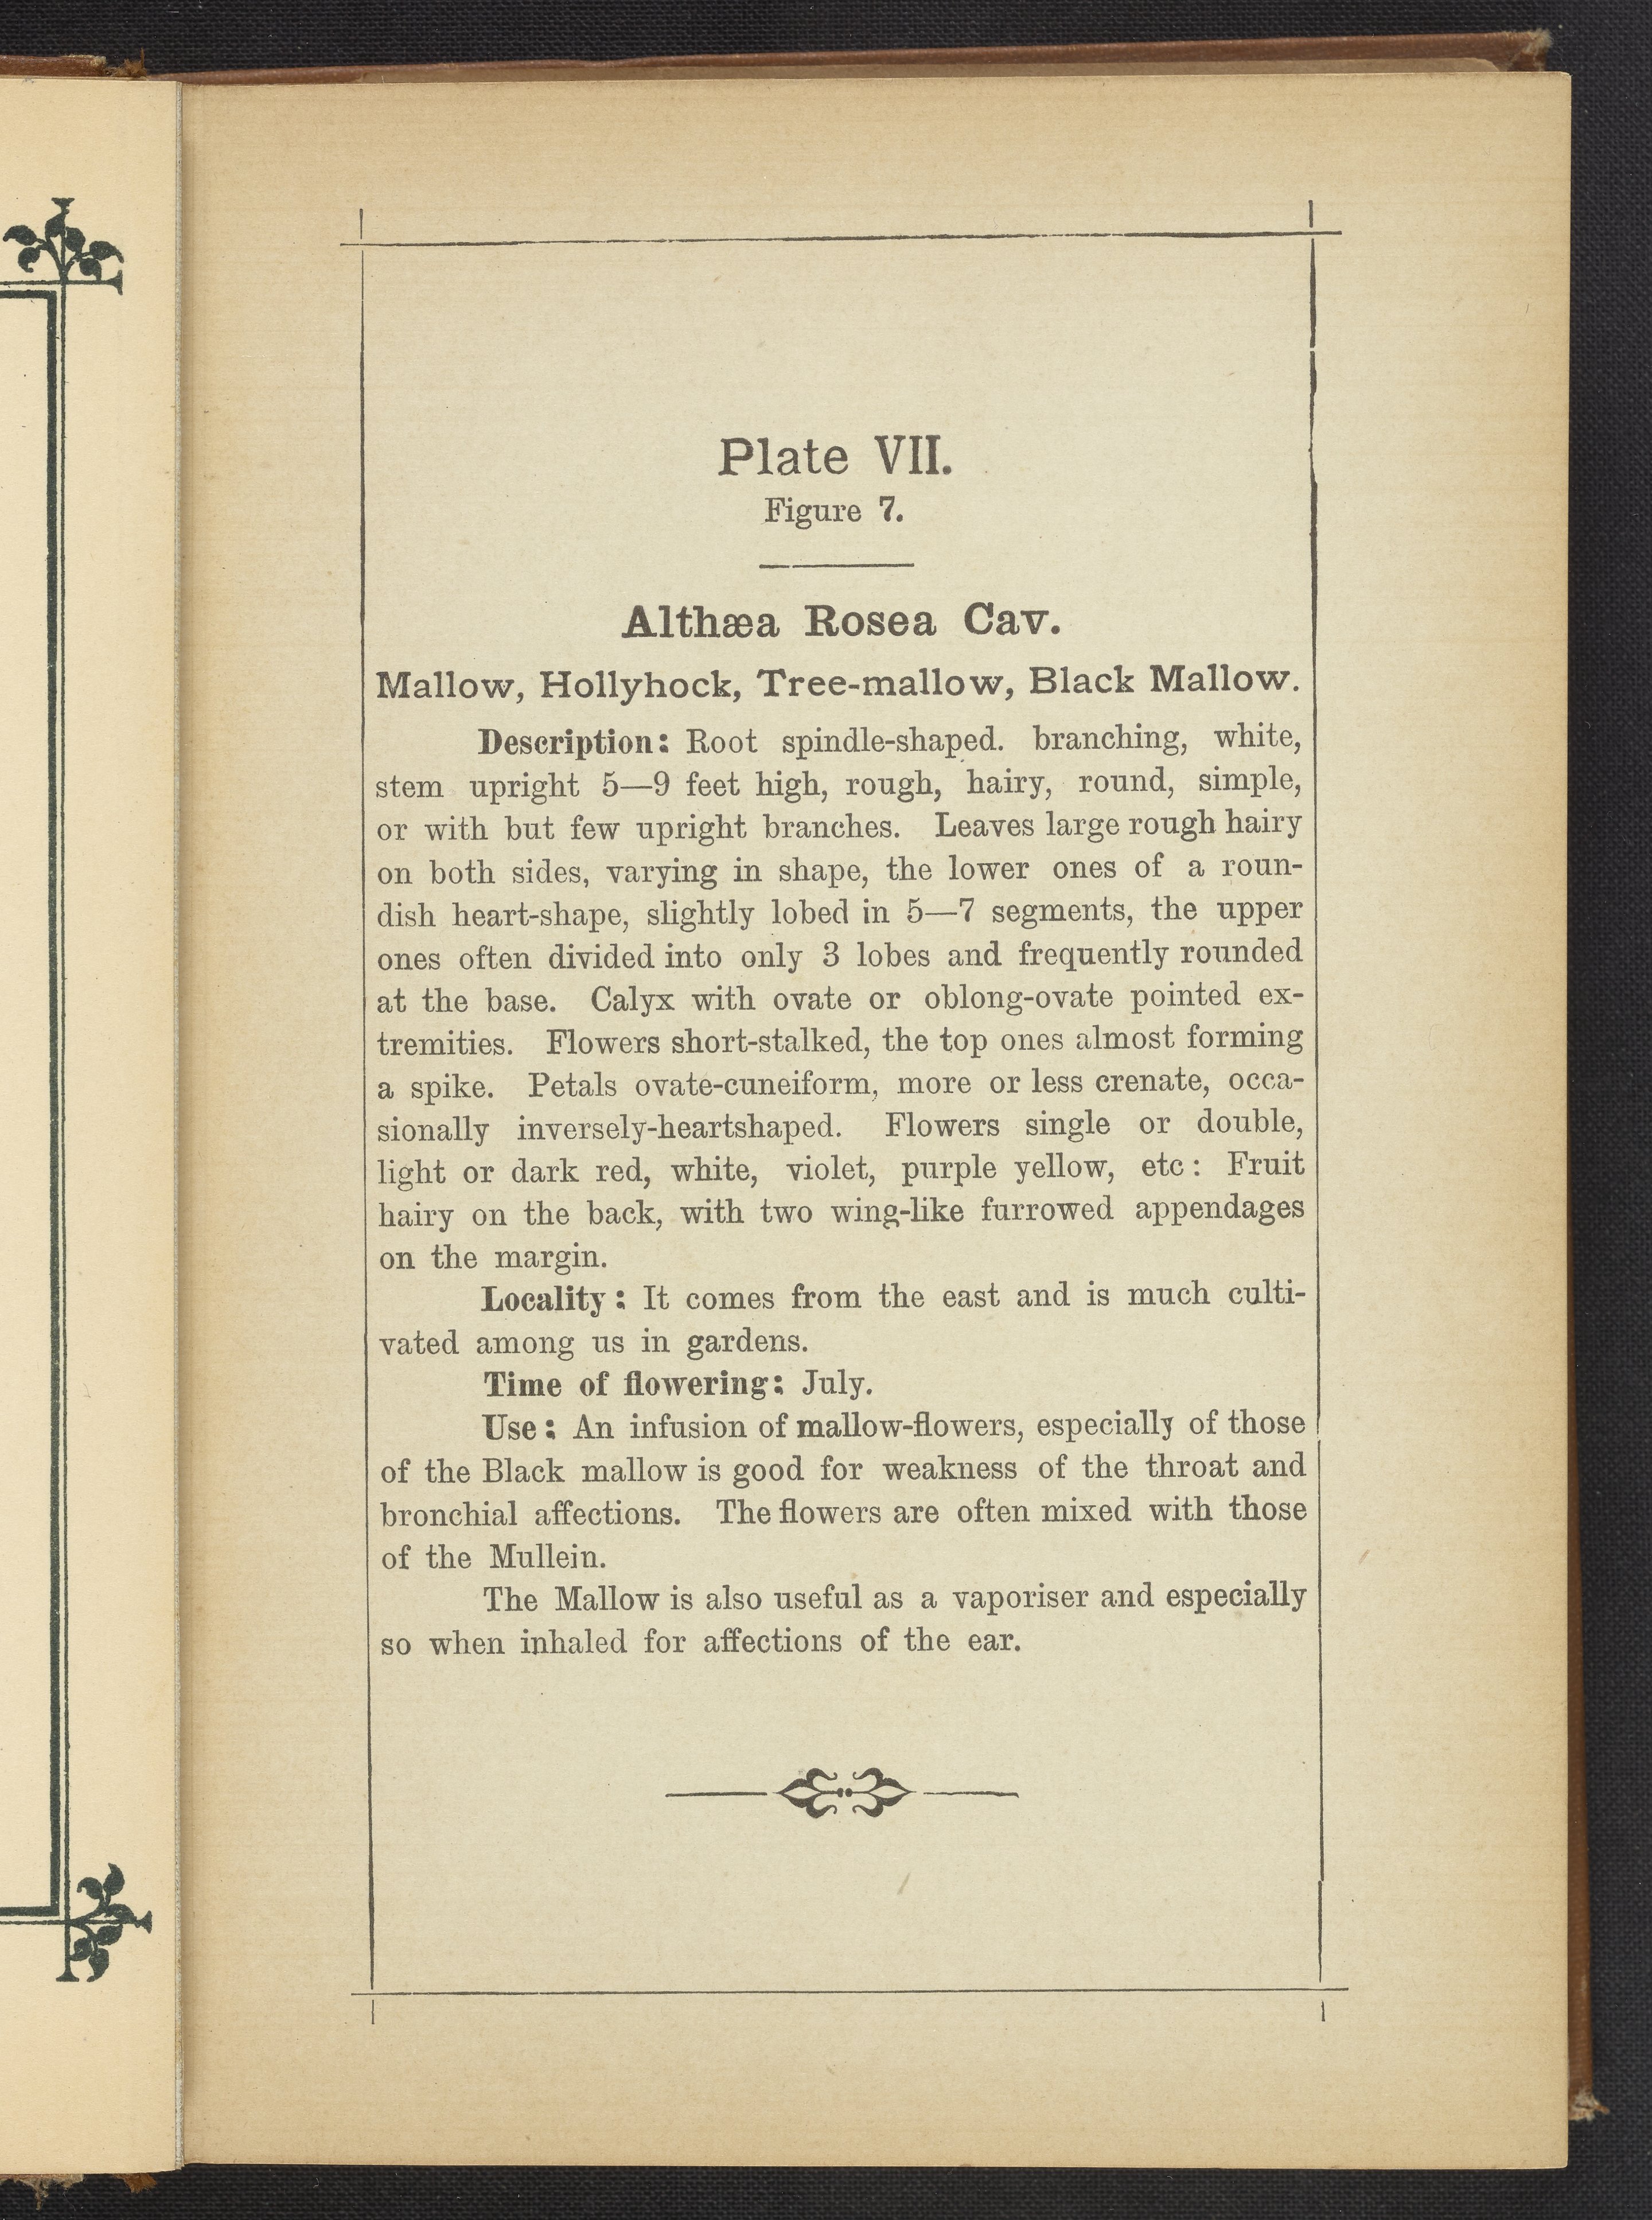 Plate VII.
Figure 7.
Althæa Rosea Cav.
Mallow, Hollyhock, Tree-mallow, Black Mallow.
Description: Root spindle-shaped. branching, white,
stem upright 5—9 feet high, rough, hairy, round, simple,
or with but few upright branches. Leaves large rough hairy
on both sides, varying in shape, the lower ones of a roun-
dish heart-shape, slightly lobed in 5—7 segments, the upper
ones often divided into only 3 lobes and frequently rounded
at the base. Calyx with ovate or oblong-ovate pointed ex-
tremities. Flowers short-stalked, the top ones almost forming
a spike. Petals ovate-cuneiform, more or less crenate, occa-
sionally inversely-heartshaped. Flowers single or double,
light or dark red, white, violet, purple yellow, etc: Fruit
hairy on the back, with two wing-like furrowed appendages
on the margin.
Locality: It comes from the east and is much culti-
vated among us in gardens.
Time of flowering: July.
Use: An infusion of mallow-flowers, especially of those
of the Black mallow is good for weakness of the throat and
bronchial affections. The flowers are often mixed with those
of the Mullein.
The Mallow is also useful as a vaporiser and especially
so when inhaled for affections of the ear.